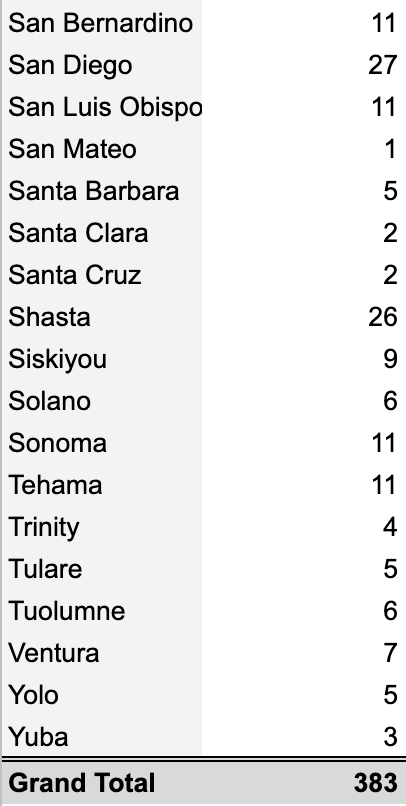 San Bernardino 11
San Diego 27
San Luis Obispo 11
San Mateo 1
Santa Barbara 5
Santa Clara 2
Santa Cruz 2
Shasta 26
Siskiyou 9
Solano 6
Sonoma 11
Tehama 11
Trinity 4
Tulare 5
Tuolumne 6
Ventura 7
Yolo 5
Yuba 3
Grand Total 383